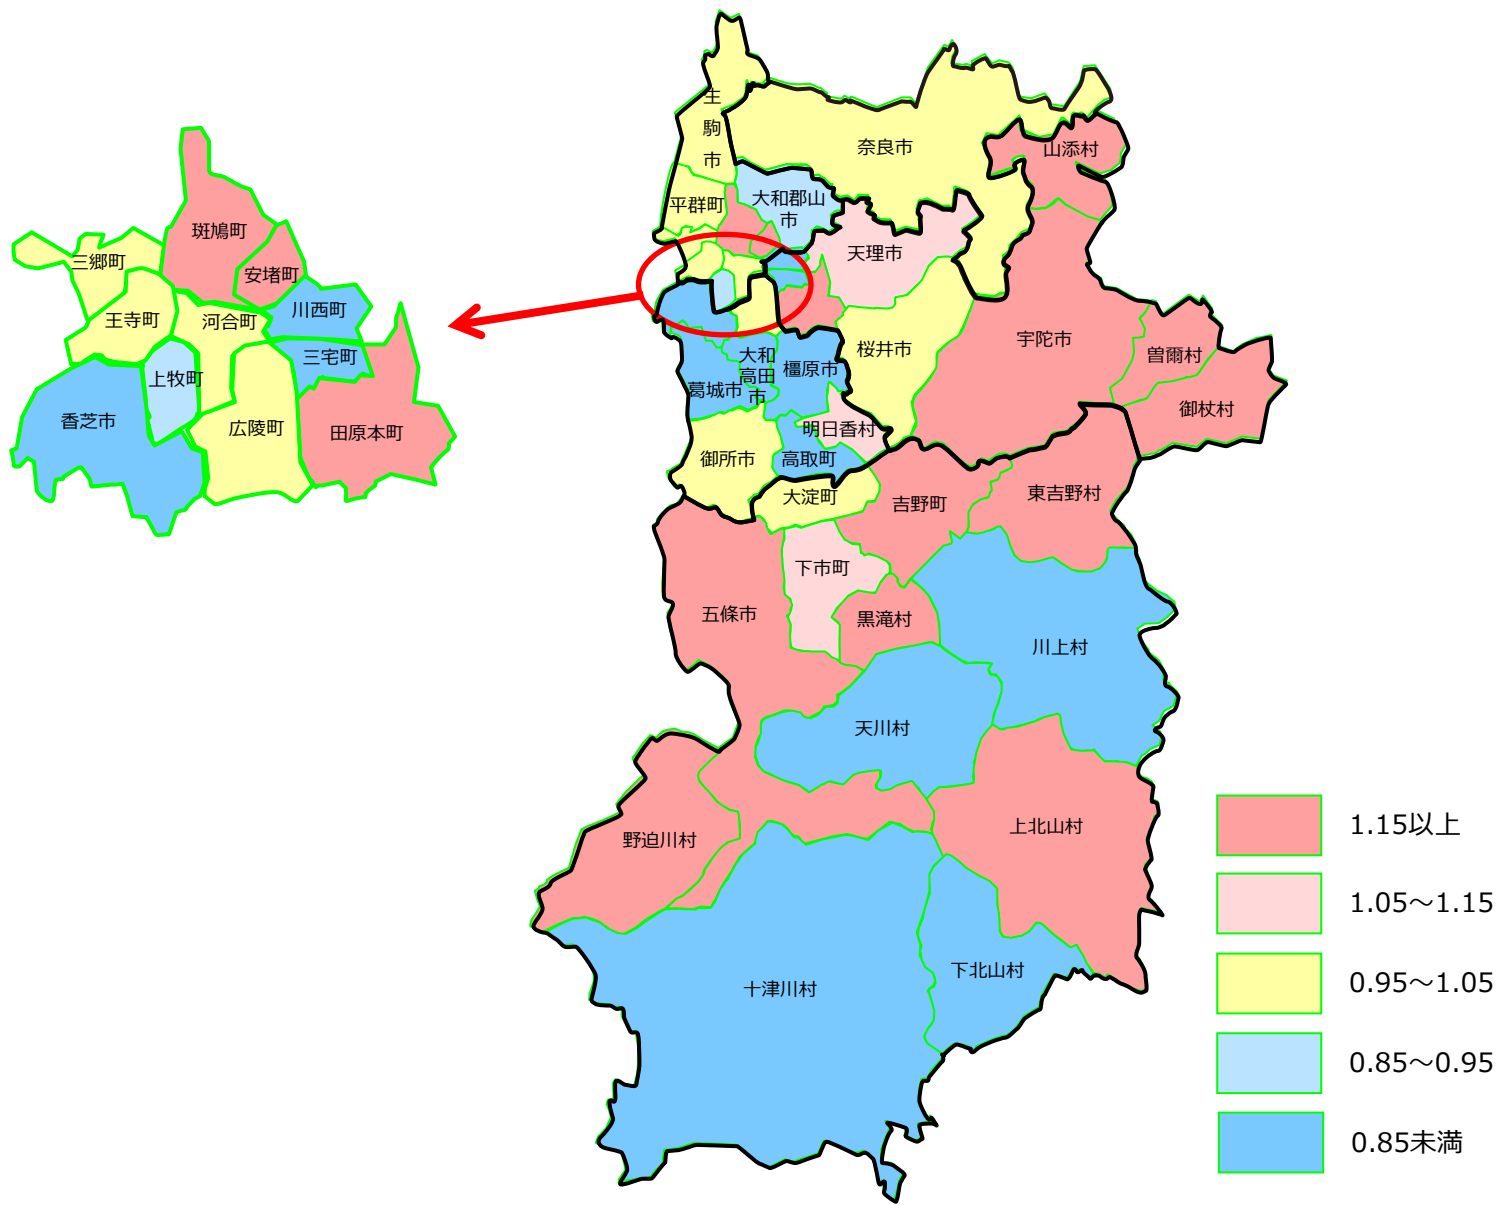 生
駒
市
奈良市
山添村
平群町
大和郡山
市
天理市
斑鳩町
三郷町
安堵町
川西町
王寺町
河合町
三宅町
上牧町
香芝市
広陵町
田原本町
宇陀市
桜井市
曽爾村
御杖村
大和
高田
市
橿原市
葛城市
明日香村
御所市
高取町
大淀町
吉野町
東吉野村
下市町
五條市
黒滝村
川上村
天川村
野迫川村
上北山村
十津川村
下北山村
1.15以上
1.05～1.15
0.95～1.05
0.85～0.95
0.85未満